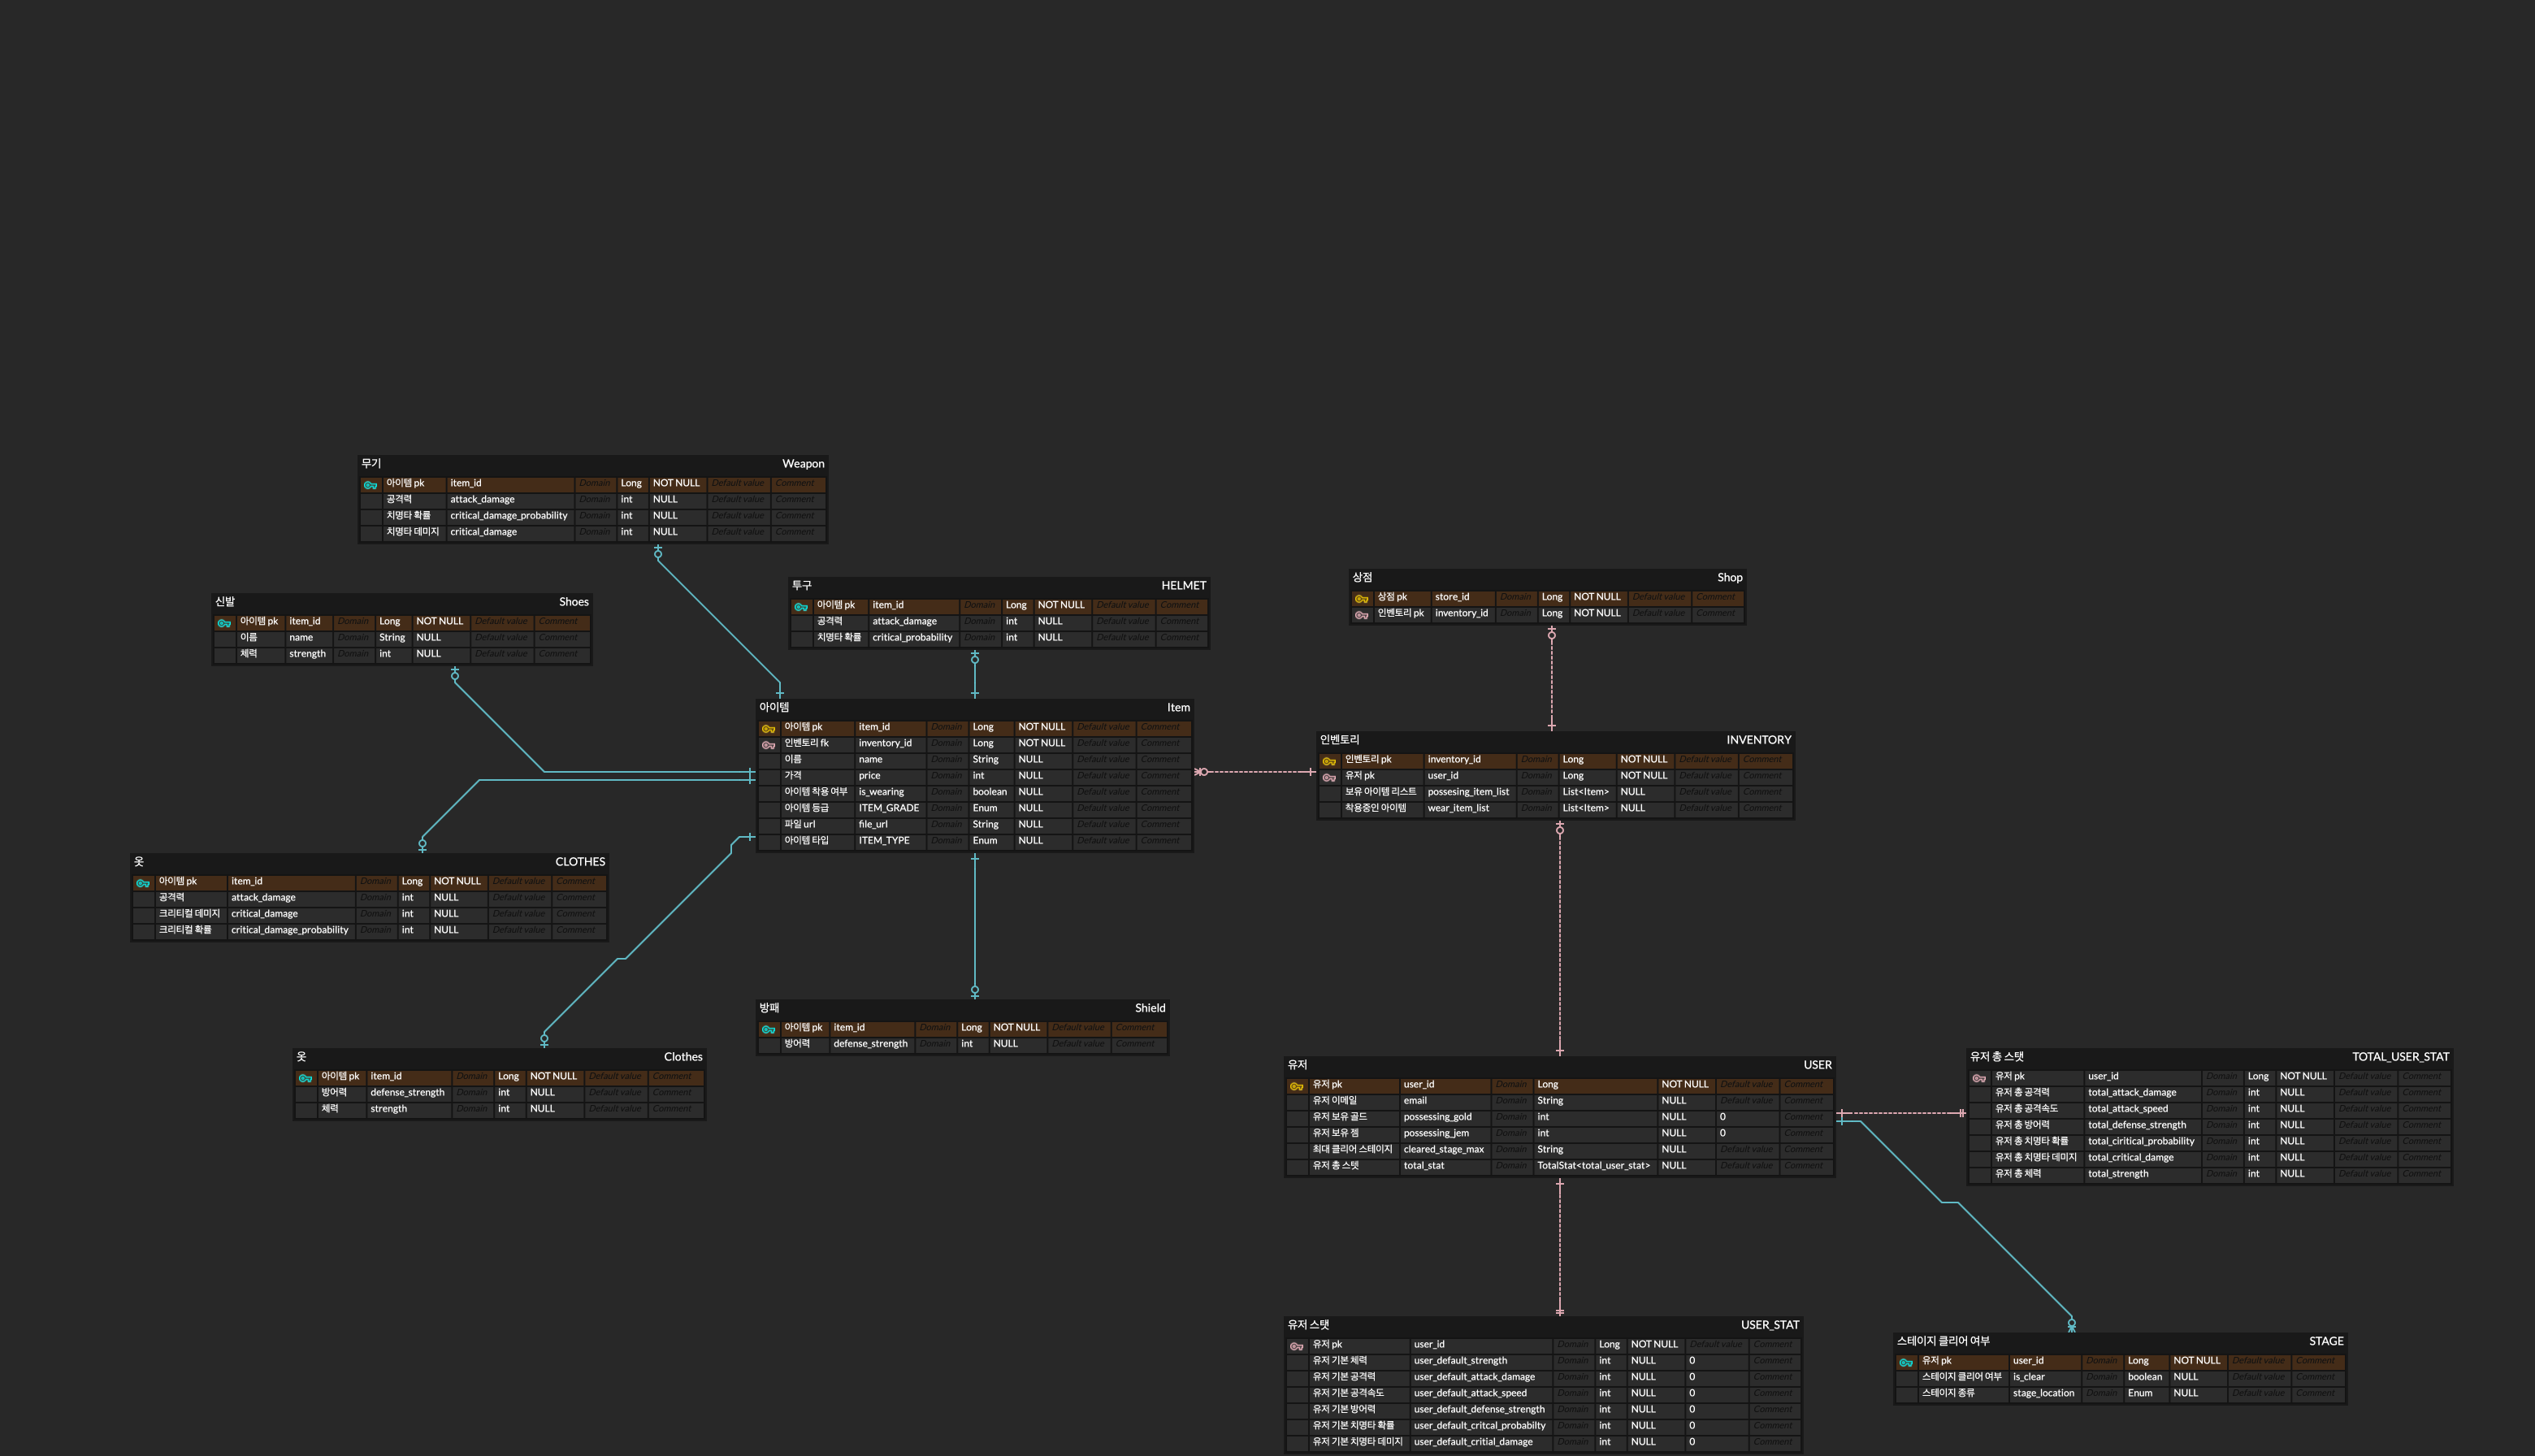 무기 Weapon
아이템 pk item_id Domain Long NOT NULL Default value Comment
공격력 attack_damage Domain int NULL Default value Comment
치명타 확률 critical_damage_probability Domain int NULL Default value Comment
치명타 데미지 critical_damage Domain int NULL Default value Comment
신발 Shoes
아이템 pk item_id Domain Long NOT NULL Default value Comment
이름 name Domain String NULL Default value Comment
체력 strength Domain int NULL Default value Comment
투구 HELMET
아이템 pk item_id Domain Long NOT NULL Default value Comment
공격력 attack_damage Domain int NULL Default value Comment
치명타 확률 critical_probability Domain int NULL Default value Comment
상점 Shop
상점 pk store_id Domain Long NOT NULL Default value Comment
인벤토리 pk inventory_id Domain Long NOT NULL Default value Comment
아이템 Item
아이템 pk item_id Domain Long NOT NULL Default value Comment
인벤토리 fk inventory_id Domain Long NOT NULL Default value Comment
이름 name Domain String NULL Default value Comment
가격 price Domain int NULL Default value Comment
아이템 착용 여부 is_wearing Domain boolean NULL Default value Comment
아이템 등급 ITEM_GRADE Domain Enum NULL Default value Comment
파일 url file_url Domain String NULL Default value Comment
아이템 타입 ITEM_TYPE Domain Enum NULL Default value Comment
인벤토리 INVENTORY
인벤토리 pk inventory_id Domain Long NOT NULL Default value Comment
유저 pk user_id Domain Long NOT NULL Default value Comment
보유 아이템 리스트 possesing_item_list Domain List<Item> NULL Default value Comment
착용중인 아이템 wear_item_list Domain List<Item> NULL Default value Comment
옷 CLOTHES
아이템 pk item_id Domain Long NOT NULL Default value Comment
공격력 attack_damage Domain int NULL Default value Comment
크리티컬 데미지 critical_damage Domain int NULL Default value Comment
크리티컬 확률 critical_damage_probability Domain int NULL Default value Comment
방패 Shield
아이템 pk item_id Domain Long NOT NULL Default value Comment
방어력 defense_strength Domain int NULL Default value Comment
옷 Clothes
아이템 pk item_id Domain Long NOT NULL Default value Comment
방어력 defense_strength Domain int NULL Default value Comment
체력 strength Domain int NULL Default value Comment
유저 USER
유저 pk user_id Domain Long NOT NULL Default value Comment
유저 이메일 email Domain String NULL Default value Comment
유저 보유 골드 possessing_gold Domain int NULL 0 Comment
유저 보유 젬 possessing_jem Domain int NULL 0 Comment
최대 클리어 스테이지 cleared_stage_max Domain String NULL Default value Comment
유저 총 스텟 total_stat Domain TotalStat<total_user_stat> NULL Default value Comment
유저 총 스탯 TOTAL_USER_STAT
유저 pk user_id Domain Long NOT NULL Default value Comment
유저 총 공격력 total_attack_damage Domain int NULL Default value Comment
유저 총 공격속도 total_attack_speed Domain int NULL Default value Comment
유저 총 방어력 total_defense_strength Domain int NULL Default value Comment
유저 총 치명타 확률 total_ciritical_probability Domain int NULL Default value Comment
유저 총 치명타 데미지 total_critical_damge Domain int NULL Default value Comment
유저 총 체력 total_strength Domain int NULL Default value Comment
유저 스탯 USER_STAT
유저 pk user_id Domain Long NOT NULL Default value Comment
유저 기본 체력 user_default_strength Domain int NULL 0 Comment
유저 기본 공격력 user_default_attack_damage Domain int NULL 0 Comment
유저 기본 공격속도 user_default_attack_speed Domain int NULL 0 Comment
유저 기본 방어력 user_default_defense_strength Domain int NULL 0 Comment
유저 기본 치명타 확률 user_default_critcal_probabilty Domain int NULL 0 Comment
유저 기본 치명타 데미지 user_default_critial_damage Domain int NULL 0 Comment
스테이지 클리어 여부 STAGE
유저 pk user_id Domain Long NOT NULL Default value Comment
스테이지 클리어 여부 is_clear Domain boolean NULL Default value Comment
스테이지 종류 stage_location Domain Enum NULL Default value Comment